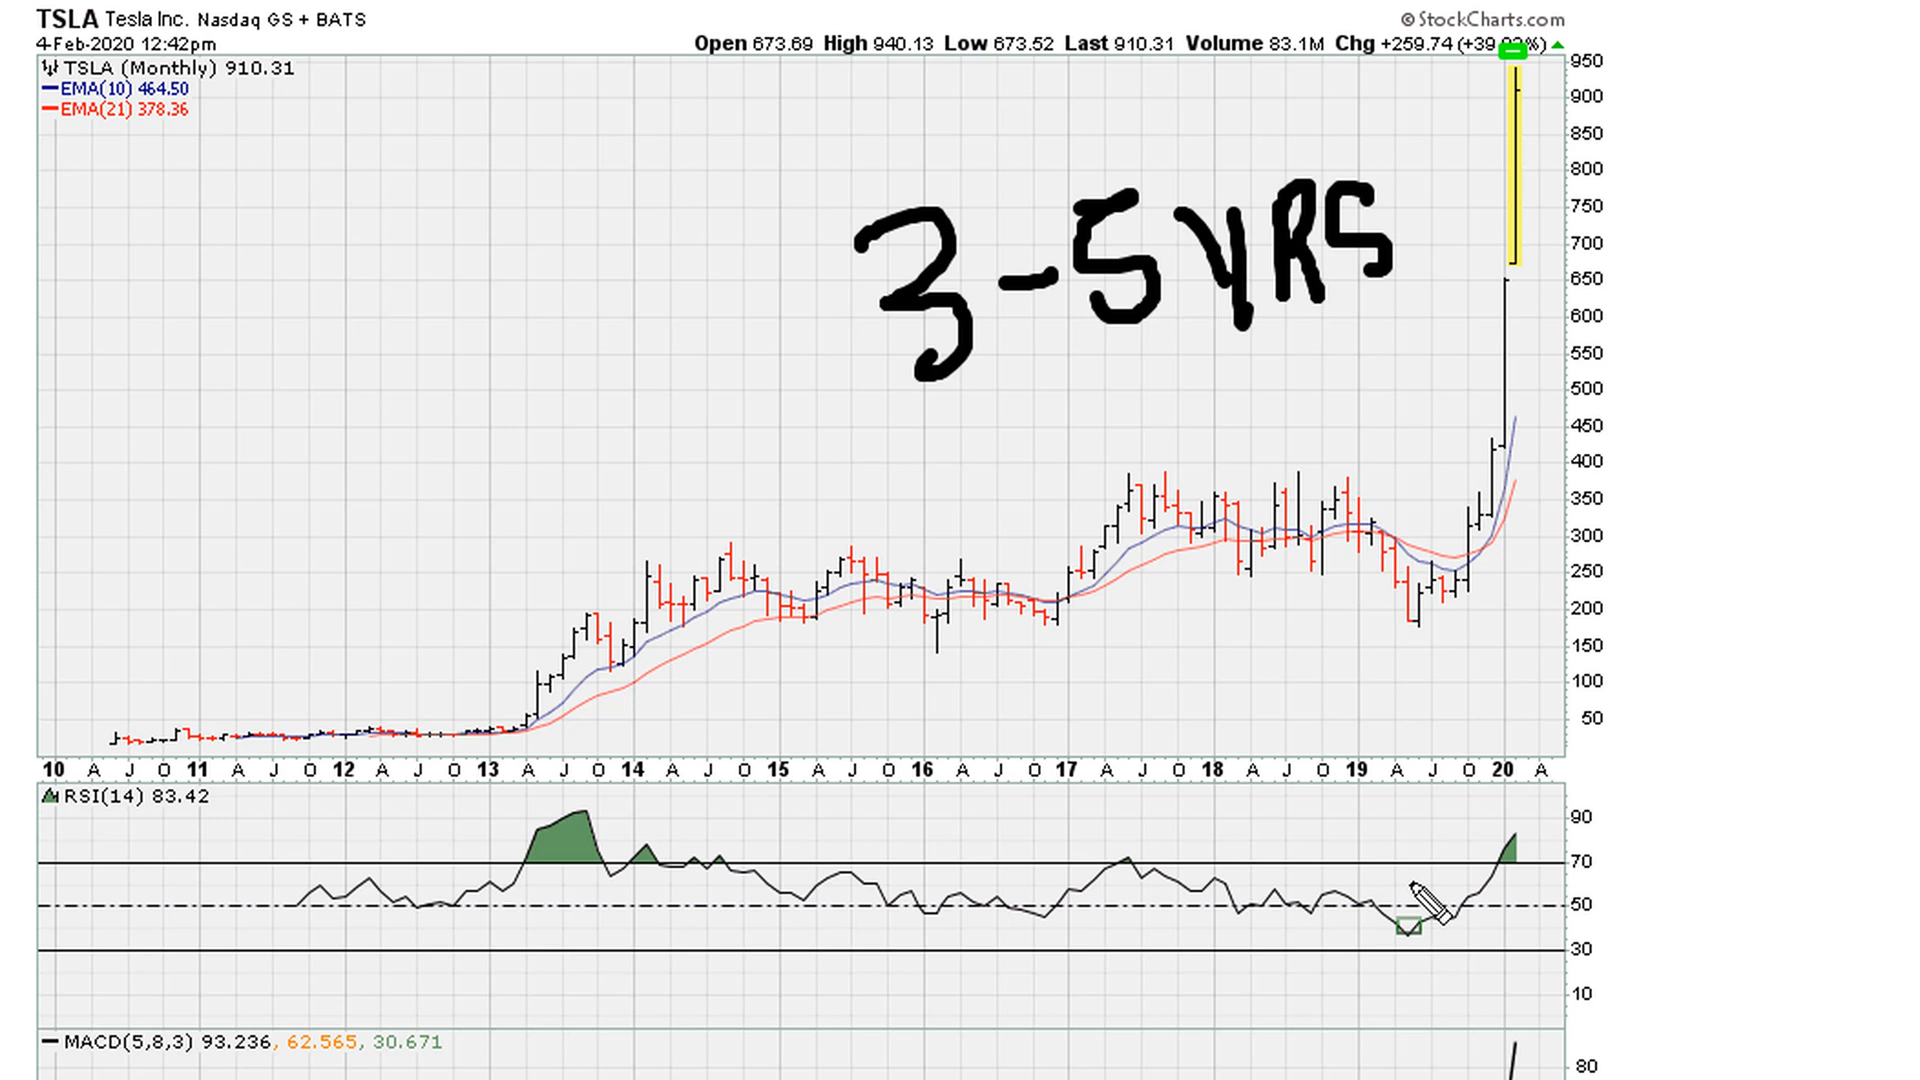 TSLA Tesla Inc. Nasdaq GS + BATS
© StockCharts.com
4-Feb-2020 12:42pm
Open 673.69 High 940.13 Low 673.52 Last 910.31 Volume 83.1M Chg +259.74
TSLA (Monthly) 910.31
EMA(10) 464.50
EMA(21) 378.36
3-5 YRS
950
900
850
800
750
700
650
600
550
500
450
400
350
300
250
200
150
100
50
10 A J O 11 A J O 12 A J O 13 A J O 14 A J O 15 A J O 16 A J O 17 A J O 18 A J O 19 A J O 20 A
RSI(14) 83.42
90
70
50
30
10
MACD(5,8,3) 93.236, 62.565, 30.671
80